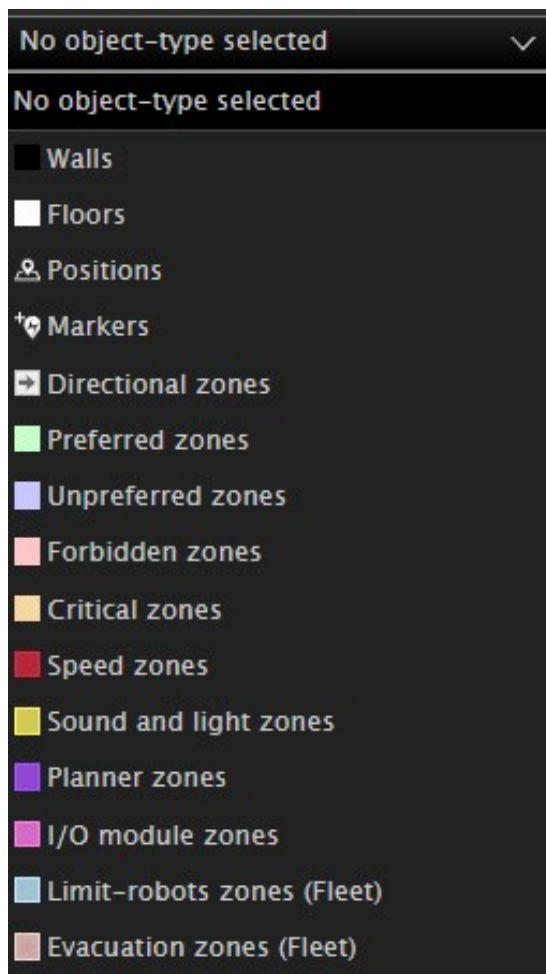 No object-type selected
No object-type selected
Walls
Floors
Positions
Markers
Directional zones
Preferred zones
Unpreferred zones
Forbidden zones
Critical zones
Speed zones
Sound and light zones
Planner zones
I/O module zones
Limit-robots zones (Fleet)
Evacuation zones (Fleet)